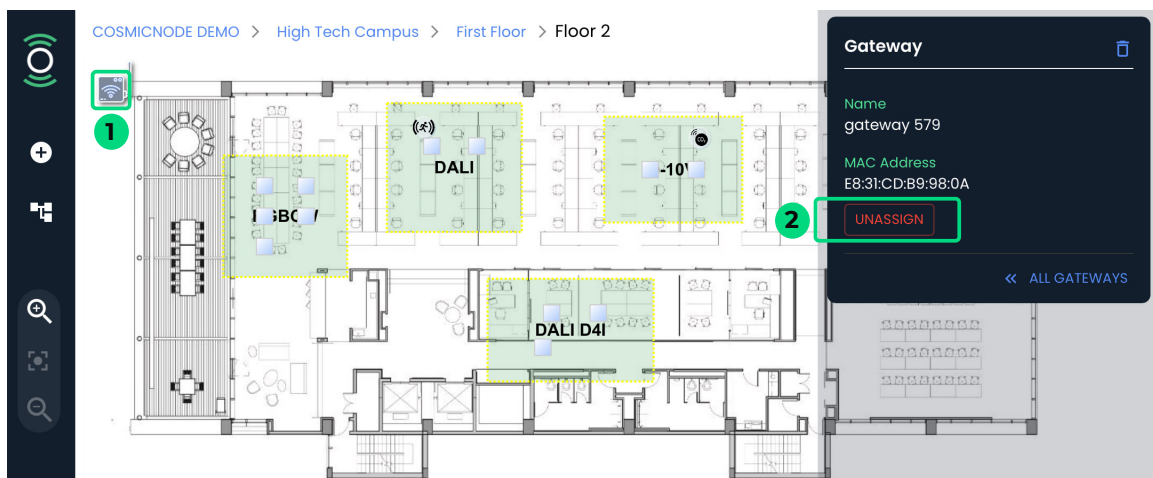 COSMICNODE DEMO > High Tech Campus > First Floor > Floor 2
Gateway
Name
gateway 579
MAC Address
E8:31:CD:B9:98:0A
1
2
UNASSIGN
« ALL GATEWAYS
DALI
-10V
DALI D4I
CO₂